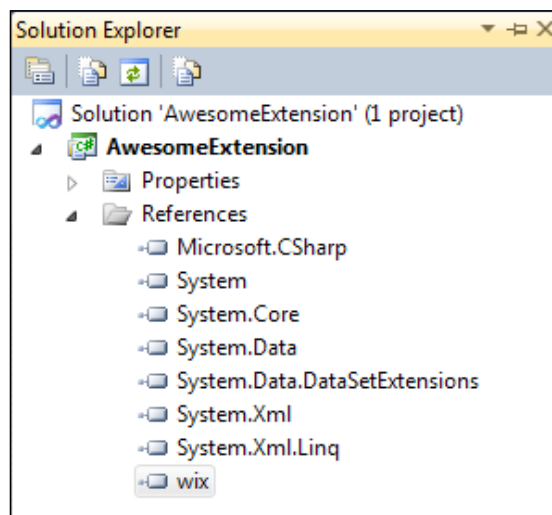 Solution Explorer
Solution 'AwesomeExtension' (1 project)
C# AwesomeExtension
Properties
References
Microsoft.CSharp
System
System.Core
System.Data
System.Data.DataSetExtensions
System.Xml
System.Xml.Linq
wix